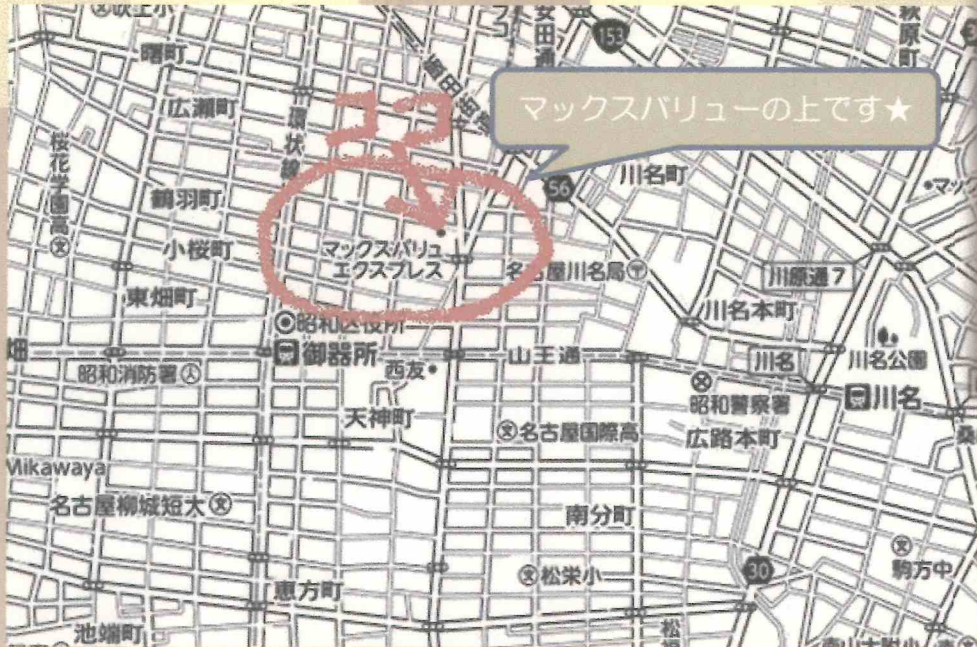 吹上小
曙町
安田通
153
萩原町
飯田街道
広瀬町
環状線
ココ
マックスバリューの上です★
桜花学園高
鶴羽町
56
川名町
小桜町
マックスバリュ
エクスプレス
名古屋川名局
川原通7
東畑町
昭和区役所
川名本町
畑
御器所
山王通
川名
川名公園
昭和消防署
西友
昭和警察署
川名
天神町
名古屋国際高
広路本町
Mikawaya
名古屋柳城短大
南分町
松栄小
30
駒方中
恵方町
池端町